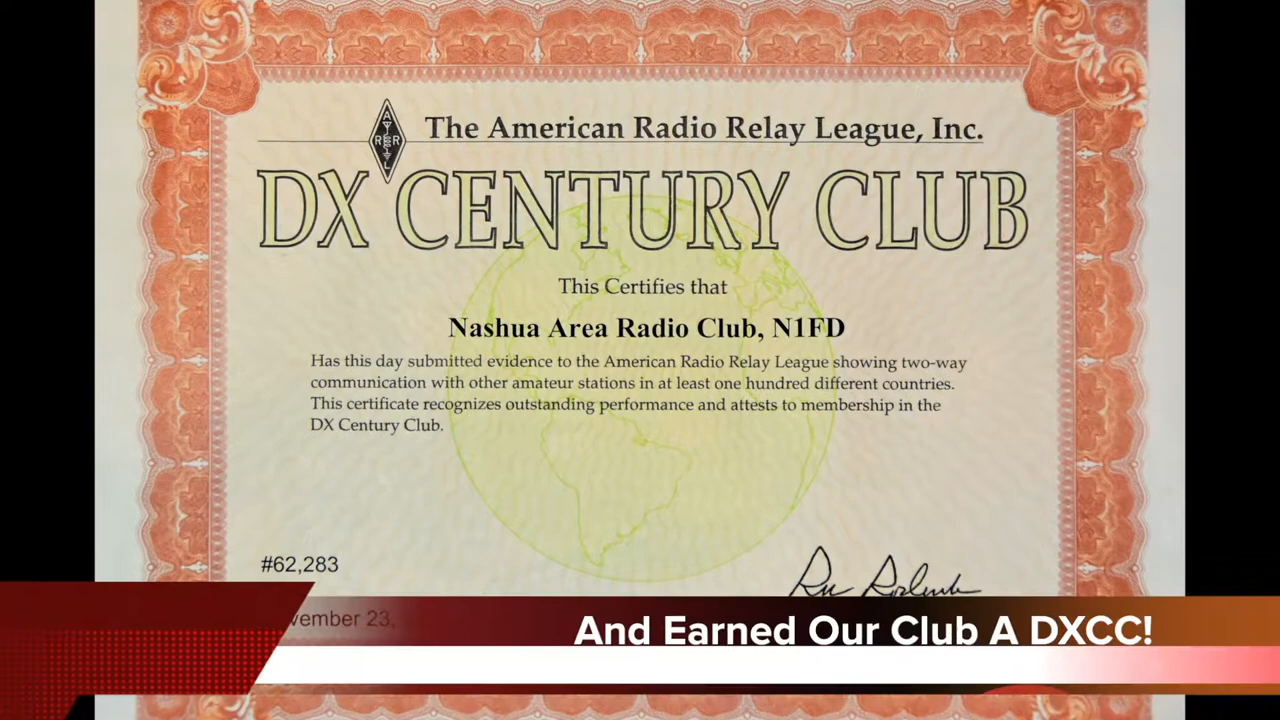 The American Radio Relay League, Inc.
A
R R
L
DX CENTURY CLUB
This Certifies that
Nashua Area Radio Club, N1FD
Has this day submitted evidence to the American Radio Relay League showing two-way
communication with other amateur stations in at least one hundred different countries.
This certificate recognizes outstanding performance and attests to membership in the
DX Century Club.
#62,283
vember 23,
And Earned Our Club A DXCC!